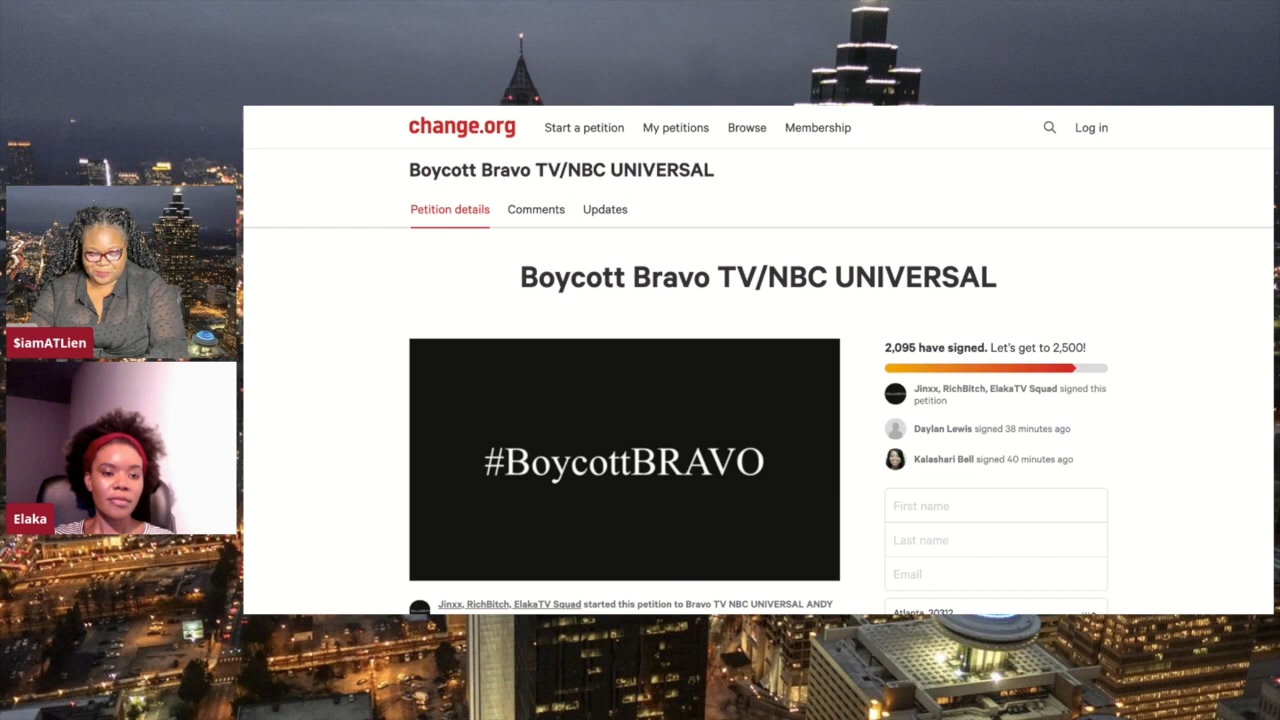 change.org
Start a petition
My petitions
Browse
Membership
Log in
Boycott Bravo TV/NBC UNIVERSAL
Petition details
Comments
Updates
Boycott Bravo TV/NBC UNIVERSAL
#BoycottBRAVO
Jinxx, RichBitch, ElakaTV Squad started this petition to Bravo TV NBC UNIVERSAL ANDY
2,095 have signed. Let's get to 2,500!
Jinxx, RichBitch, ElakaTV Squad signed this
petition
Daylan Lewis signed 38 minutes ago
Kalashari Bell signed 40 minutes ago
First name
Last name
Email
Atlanta, 30312
$iamATLien
Elaka